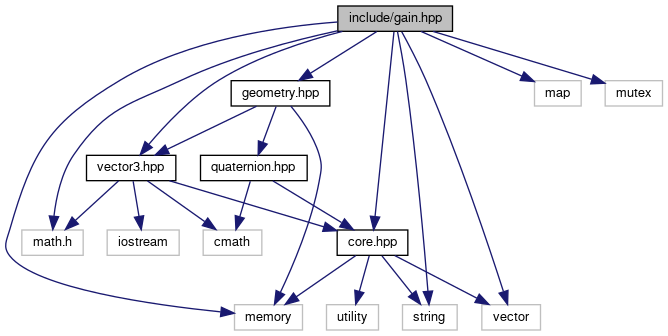 include/gain.hpp
geometry.hpp
map
mutex
vector3.hpp
quaternion.hpp
math.h
iostream
cmath
core.hpp
memory
utility
string
vector